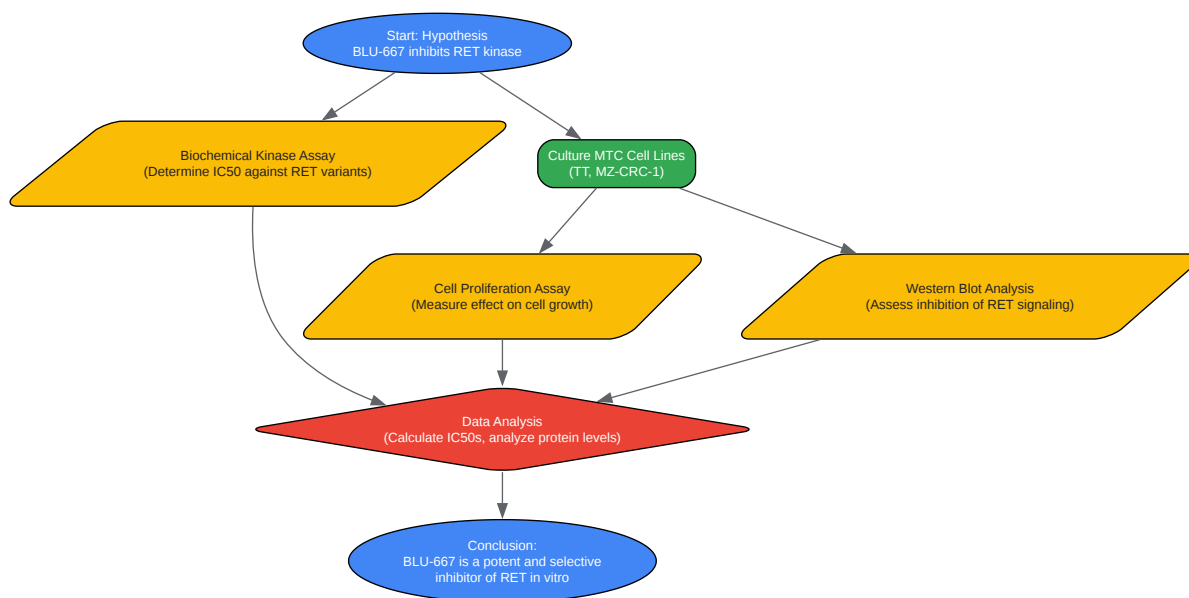 Start: Hypothesis
BLU-667 inhibits RET kinase
Biochemical Kinase Assay
(Determine IC50 against RET variants)
Culture MTC Cell Lines
(TT, MZ-CRC-1)
Cell Proliferation Assay
(Measure effect on cell growth)
Western Blot Analysis
(Assess inhibition of RET signaling)
Data Analysis
(Calculate IC50s, analyze protein levels)
Conclusion:
BLU-667 is a potent and selective
inhibitor of RET in vitro